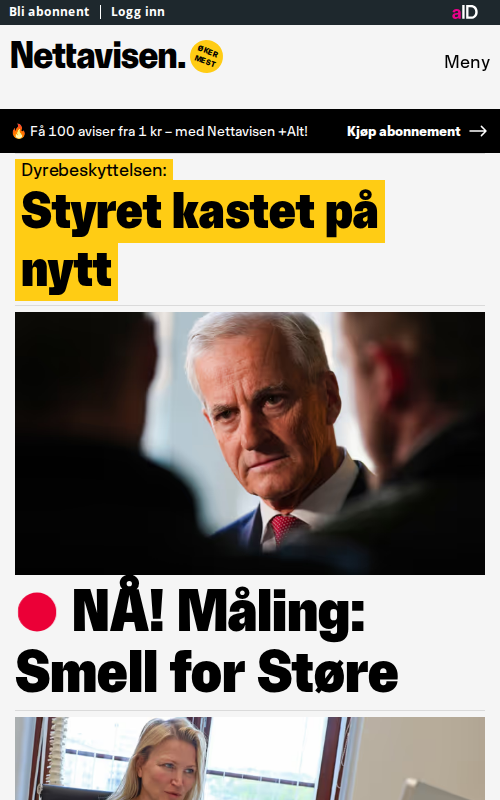 Bli abonnent | Logg inn
aID
Nettavisen.
ØKER
MEST
Meny
Få 100 aviser fra 1 kr – med Nettavisen +Alt!
Kjøp abonnement →
Dyrebeskyttelsen:
Styret kastet på
nytt
NÅ! Måling:
Smell for Støre